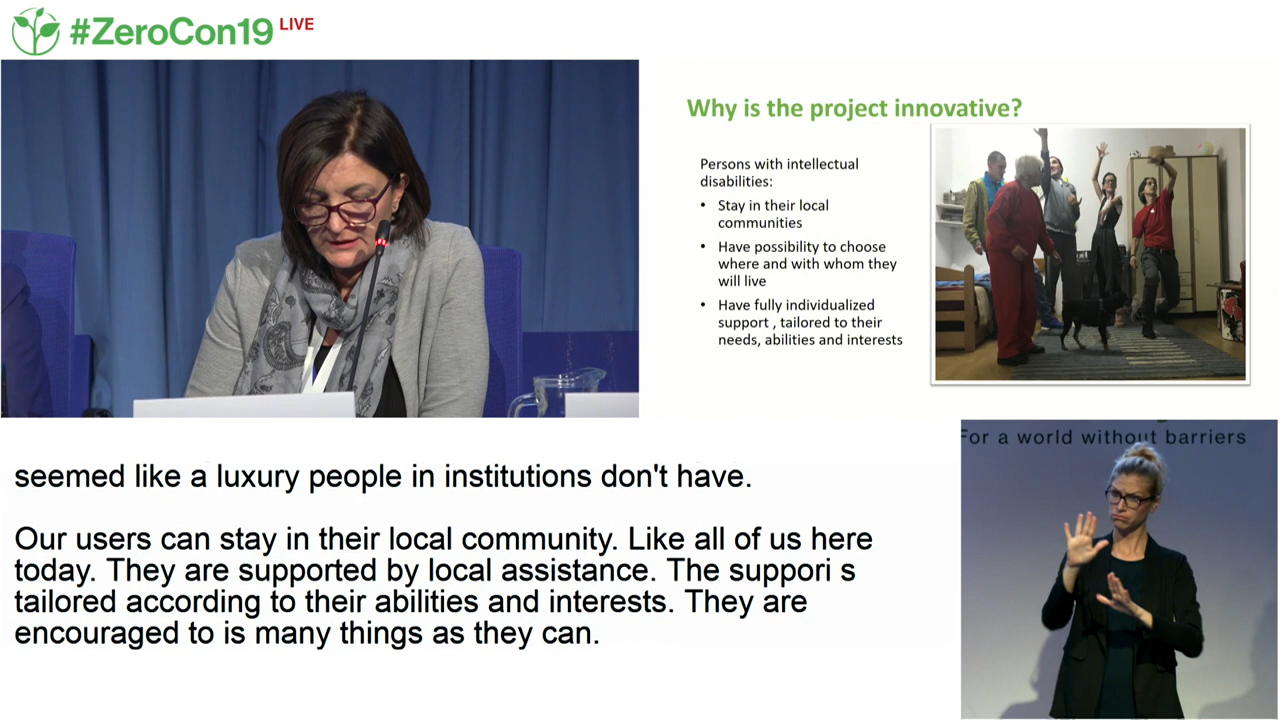 #ZeroCon19 LIVE
Why is the project innovative?
Persons with intellectual
disabilities:
• Stay in their local
communities
• Have possibility to choose
where and with whom they
will live
• Have fully individualized
support , tailored to their
needs, abilities and interests
For a world without barriers
seemed like a luxury people in institutions don't have.
Our users can stay in their local community. Like all of us here
today. They are supported by local assistance. The suppori s
tailored according to their abilities and interests. They are
encouraged to is many things as they can.